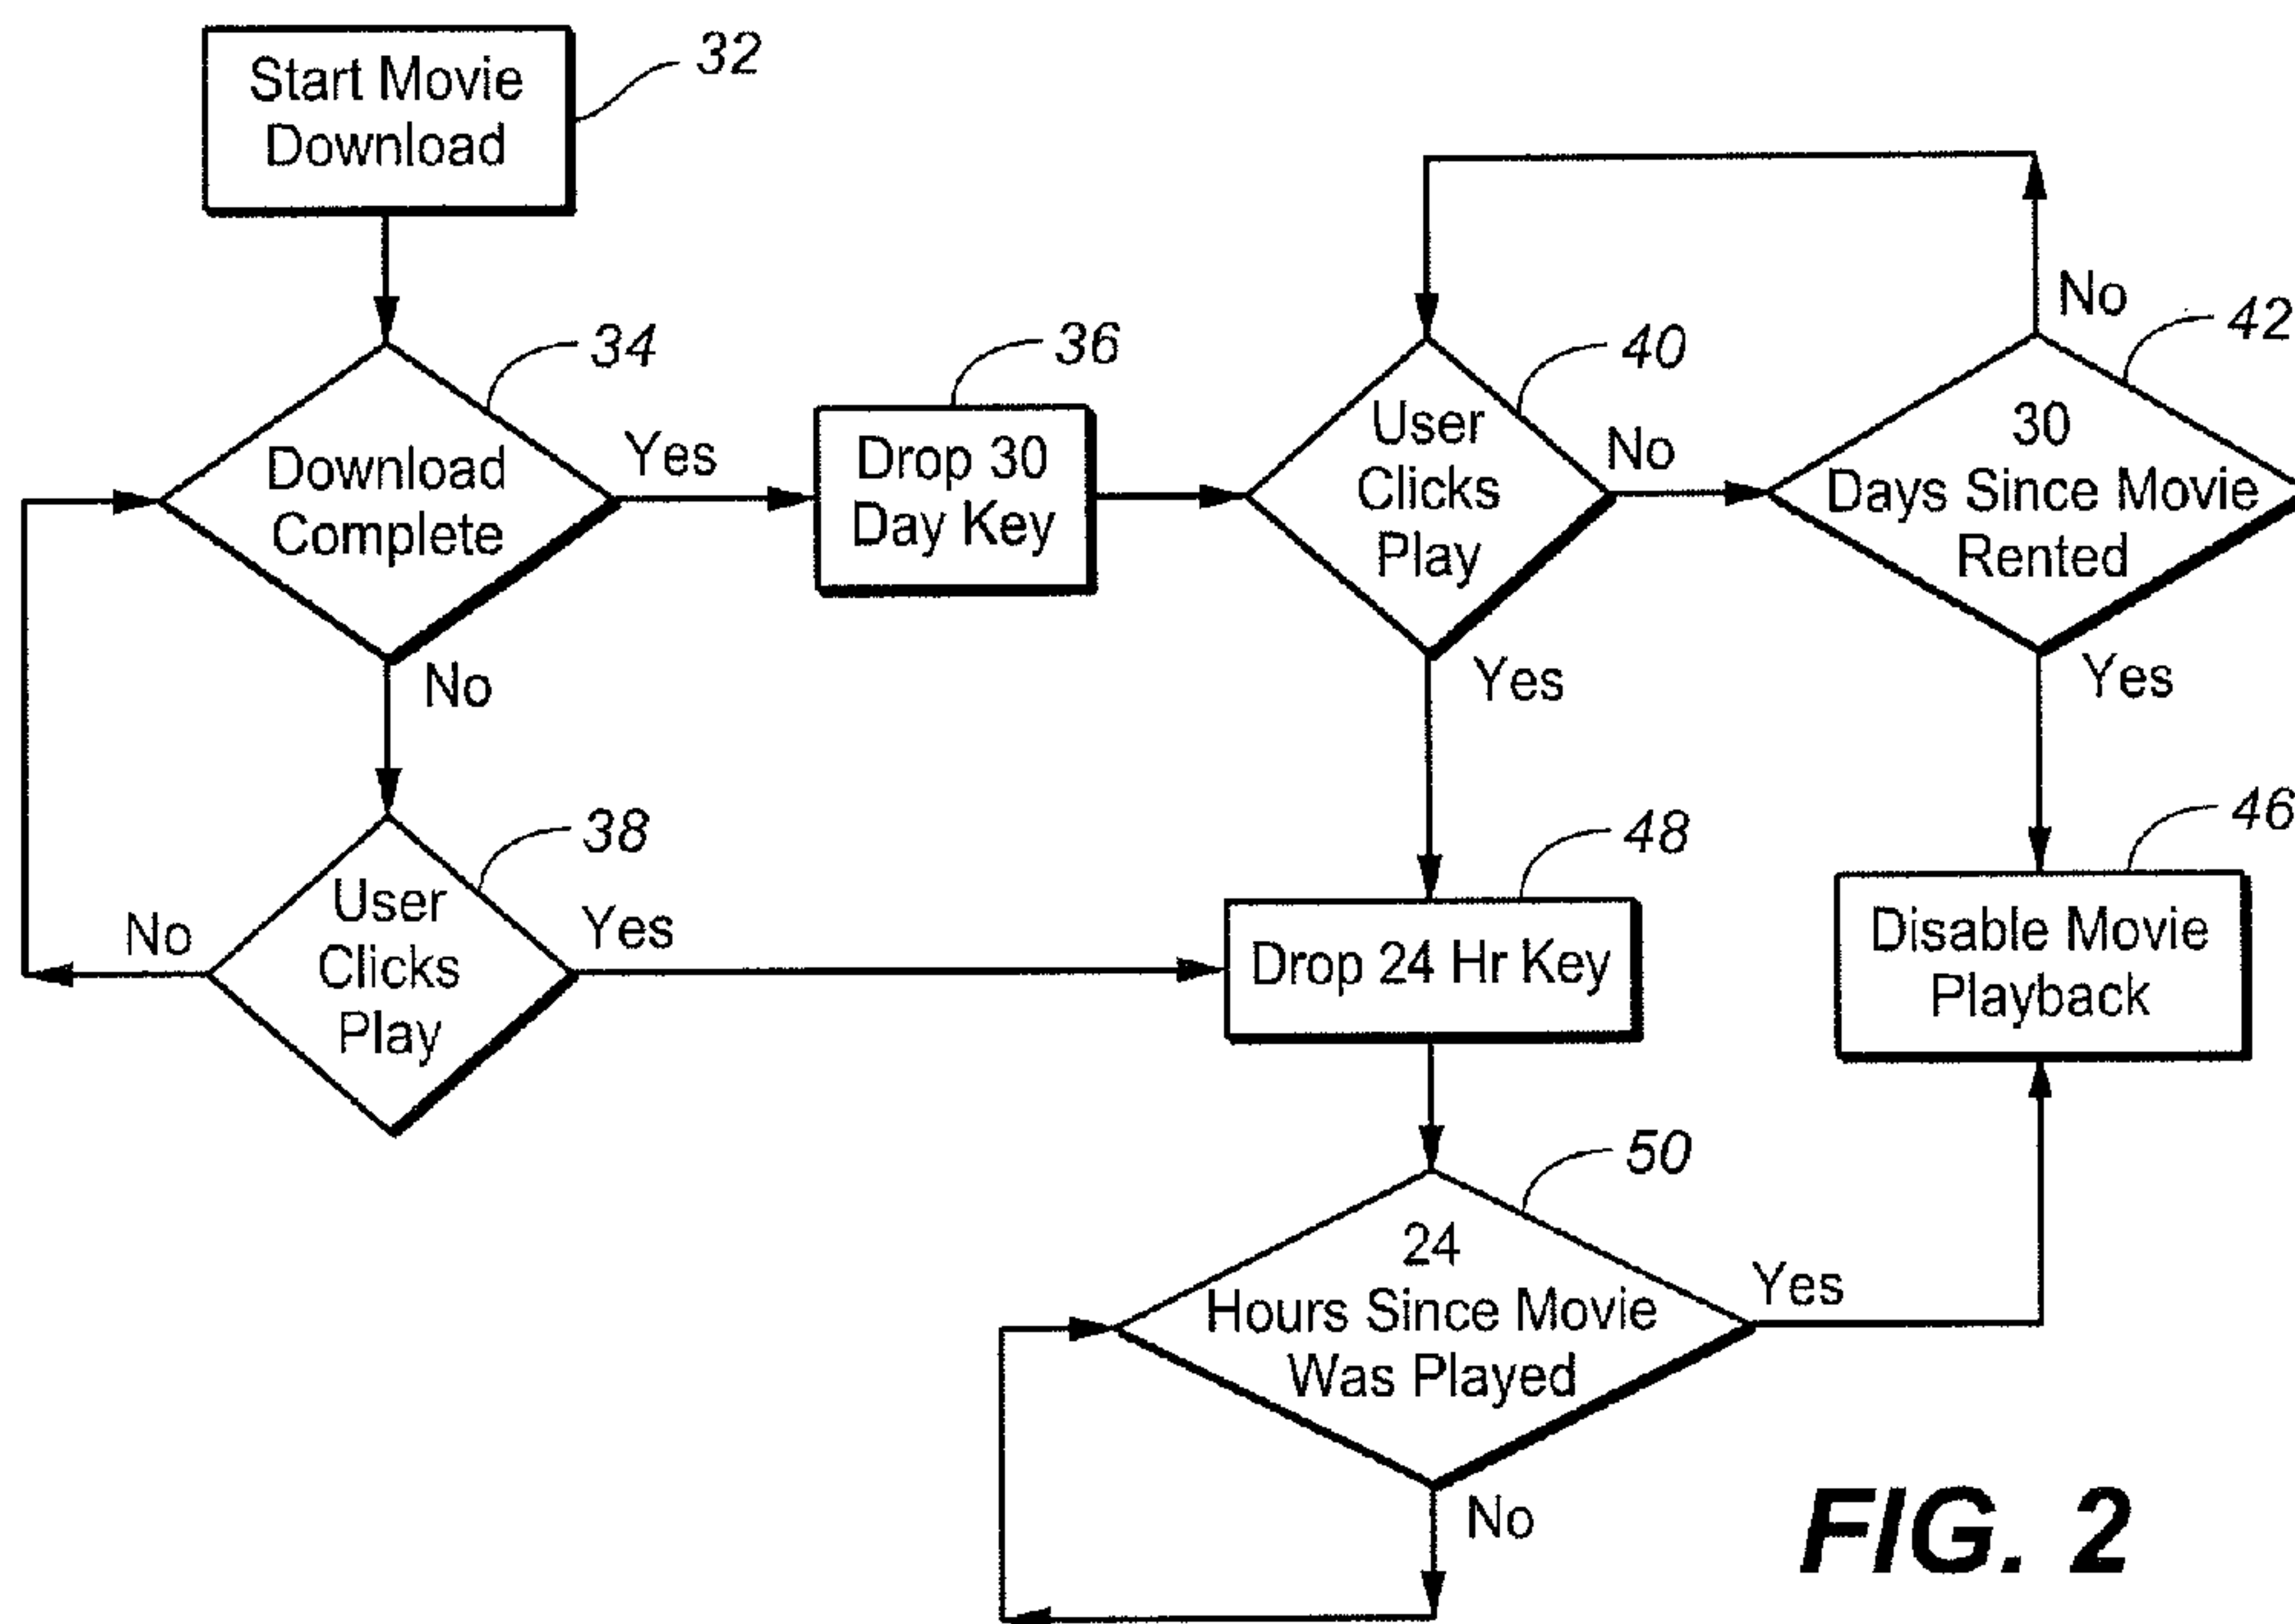 Start Movie
Download
32
Download
Complete
34
Yes
No
Drop 30
Day Key
36
User
Clicks
Play
40
No
Yes
30
Days Since Movie
Rented
42
No
Yes
User
Clicks
Play
38
No
Yes
Drop 24 Hr Key
48
Disable Movie
Playback
46
24
Hours Since Movie
Was Played
50
Yes
No
FIG. 2